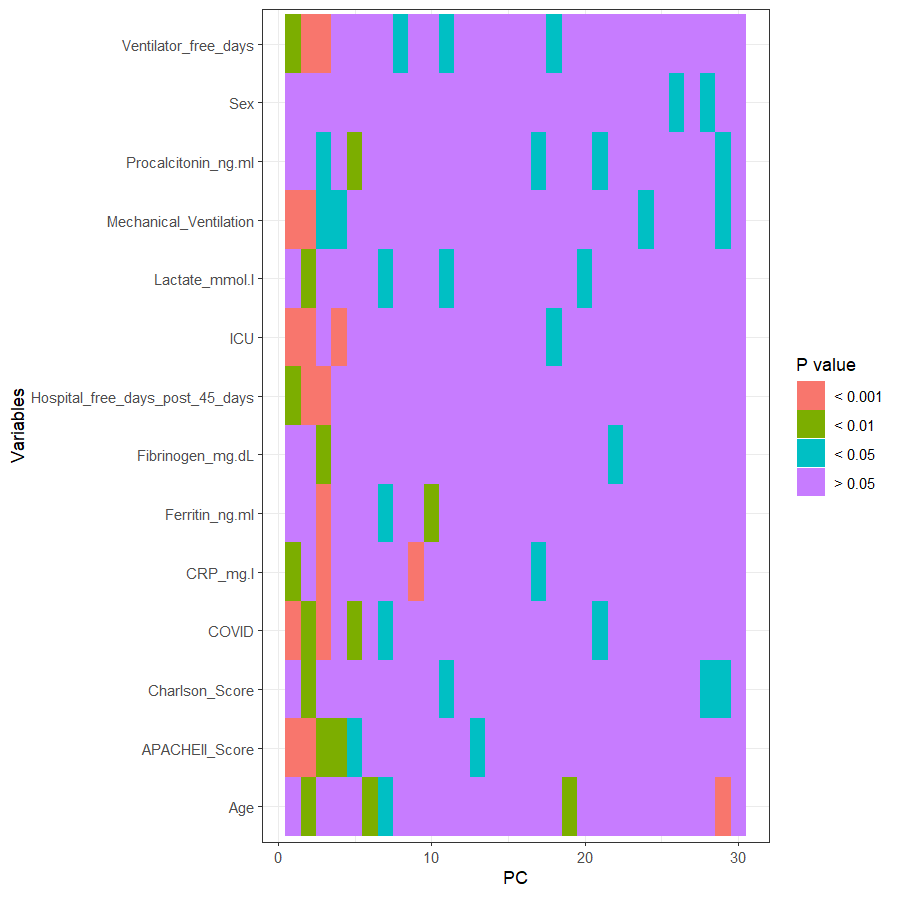 Ventilator_free_days
Sex
Procalcitonin_ng.ml
Mechanical_Ventilation
Lactate_mmol.l
ICU
Hospital_free_days_post_45_days
Fibrinogen_mg.dL
Ferritin_ng.ml
CRP_mg.l
COVID
Charlson_Score
APACHEII_Score
Age
Variables
0
10
20
30
PC
P value
< 0.001
< 0.01
< 0.05
> 0.05